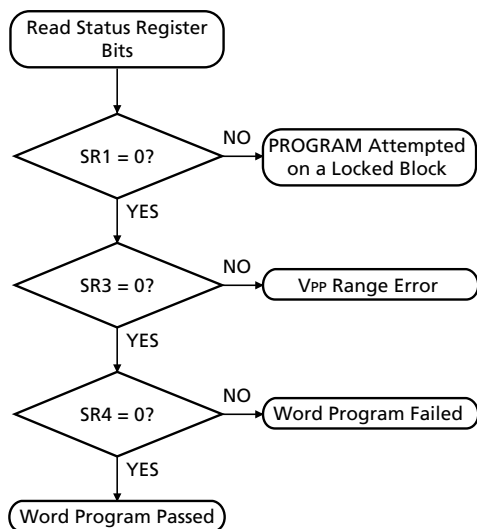 Read Status Register
Bits
SR1 = 0?
NO
PROGRAM Attempted
on a Locked Block
YES
SR3 = 0?
NO
VPP Range Error
YES
SR4 = 0?
NO
Word Program Failed
YES
Word Program Passed